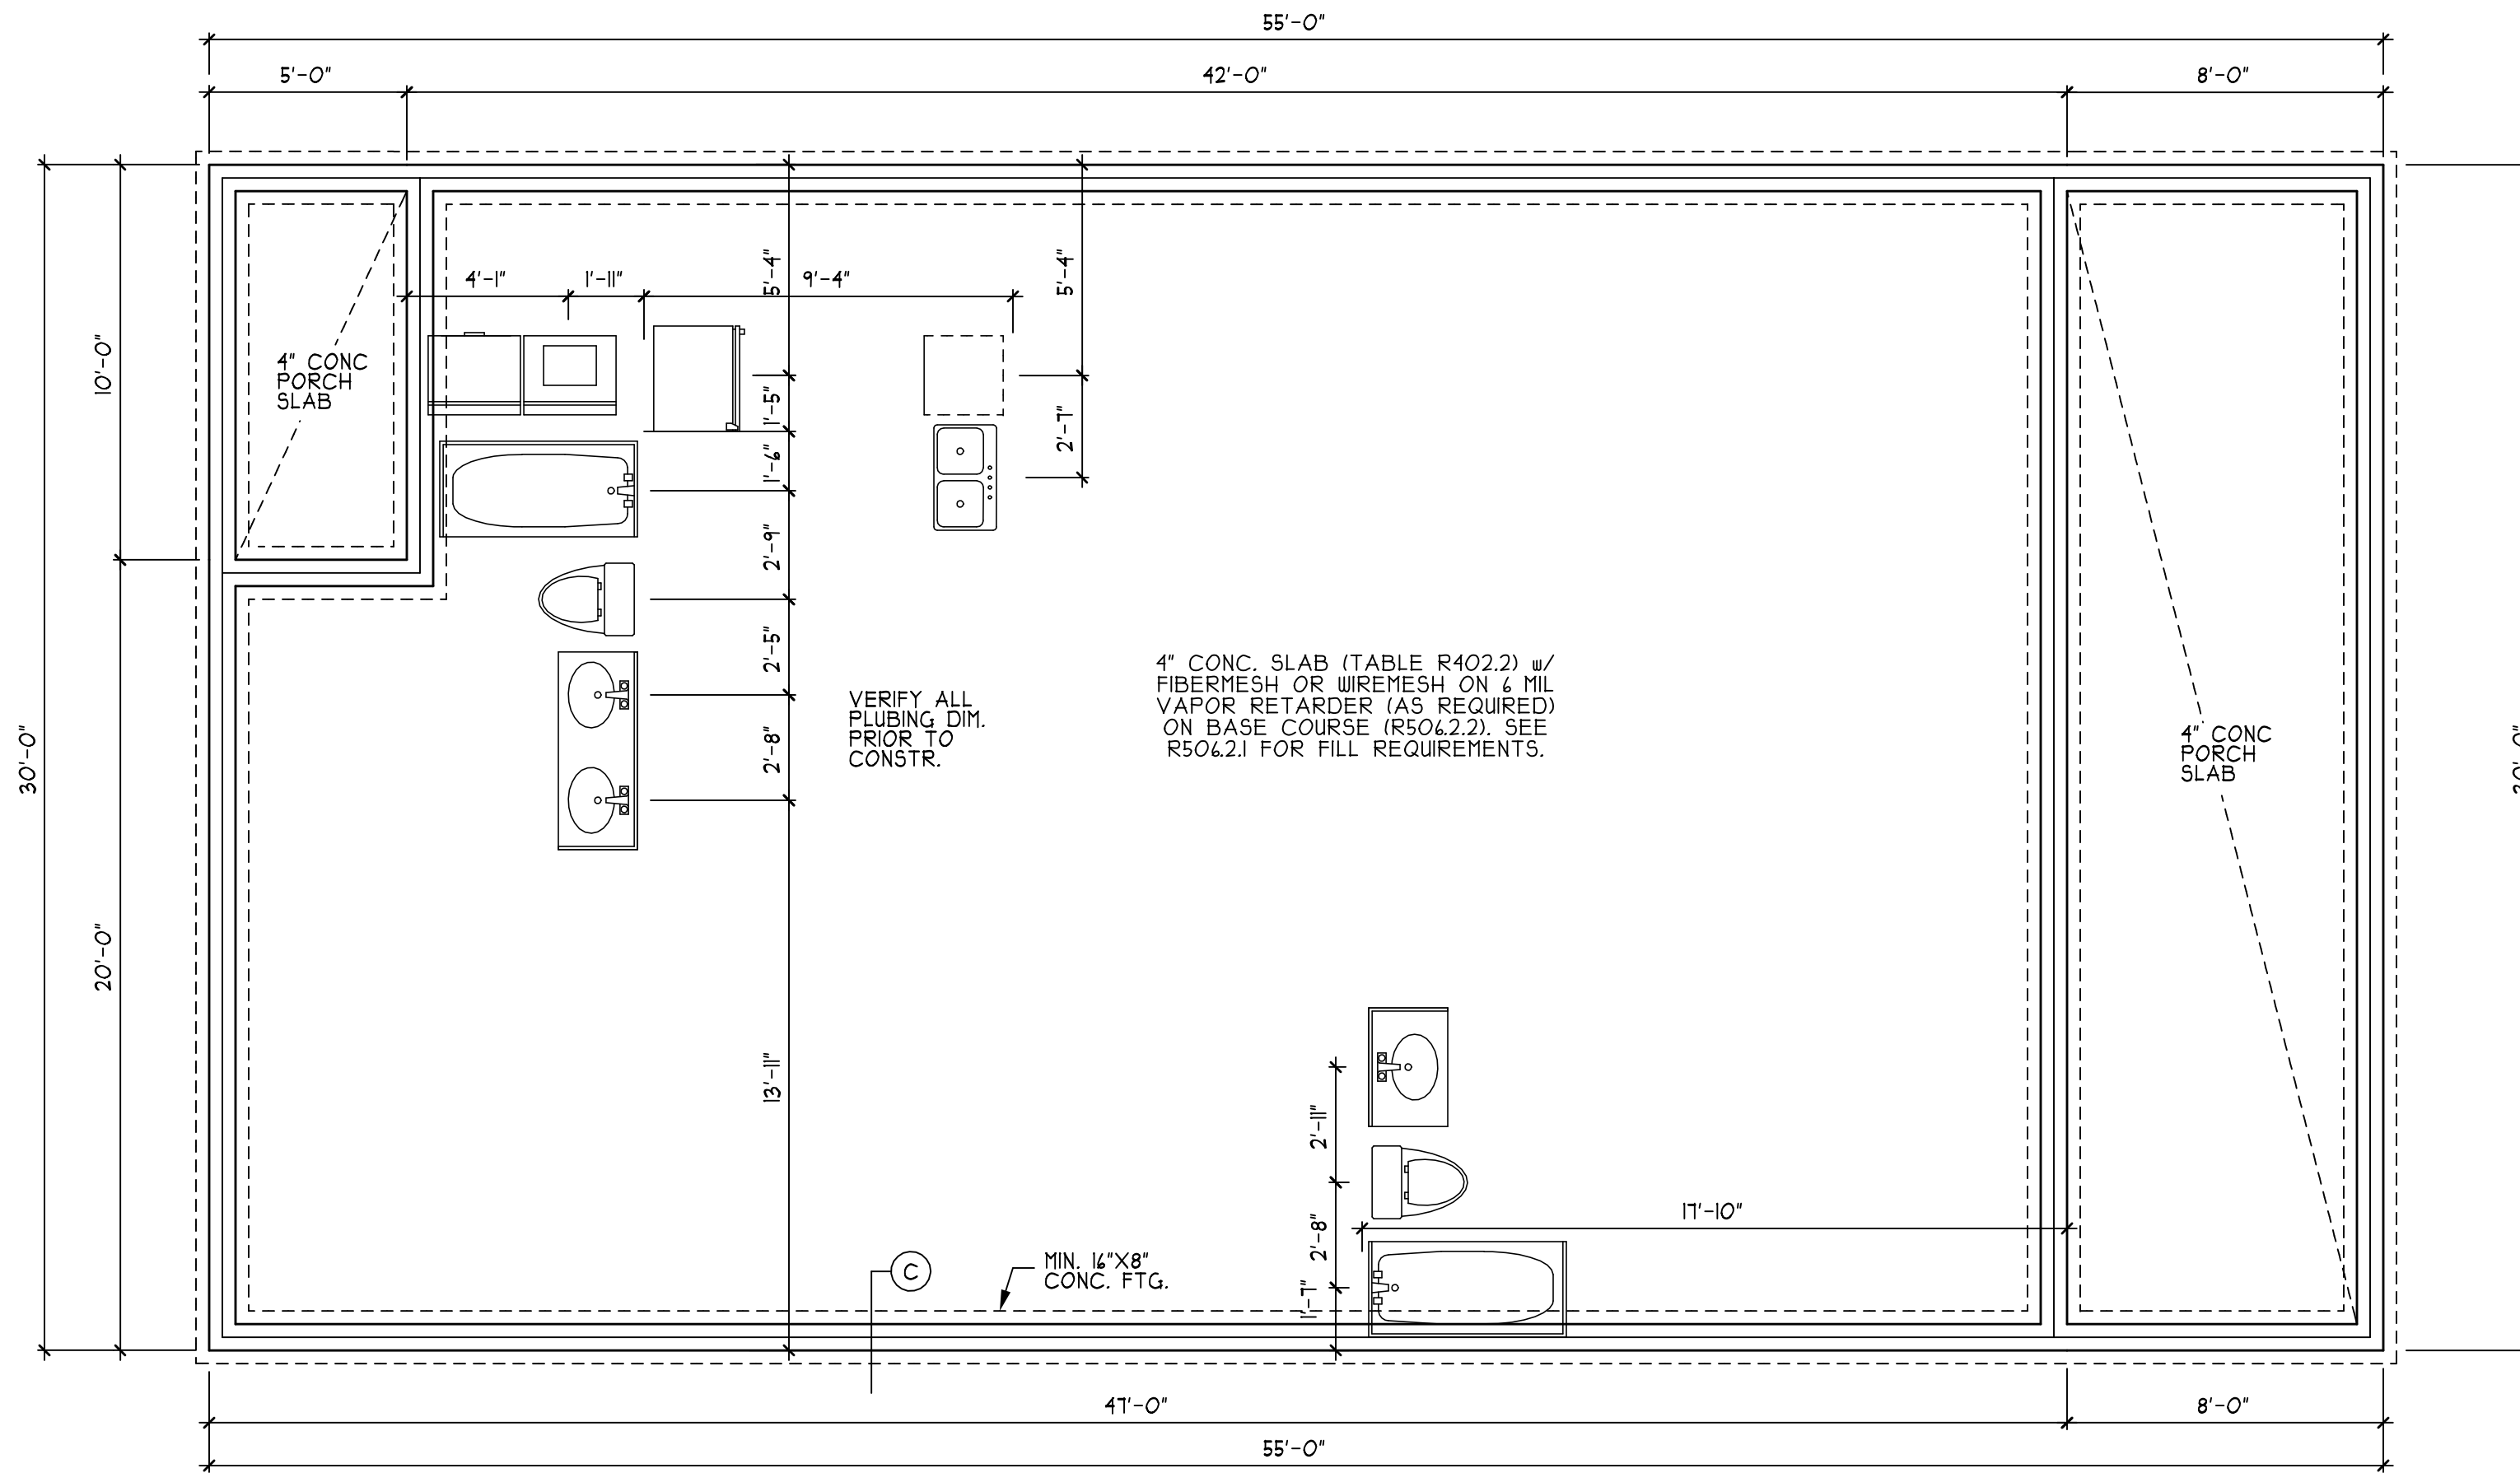 55'-0"
5'-0"
42'-0"
8'-0"
4'-1"
1'-11"
9'-4"
5'-4"
5'-4"
10'-0"
4" CONC
PORCH
SLAB
1'-5"
2'-7"
1'-6"
2'-9"
2'-5"
2'-8"
VERIFY ALL
PLUBING DIM.
PRIOR TO
CONSTR.
4" CONC. SLAB (TABLE R402.2) w/
FIBERMESH OR WIREMESH ON 6 MIL
VAPOR RETARDER (AS REQUIRED)
ON BASE COURSE (R506.2.2). SEE
R506.2.1 FOR FILL REQUIREMENTS.
4" CONC
PORCH
SLAB
30'-0"
20'-0"
13'-11"
2'-11"
2'-8"
17'-10"
1'-7"
C
MIN. 16"X8"
CONC. FTG.
47'-0"
8'-0"
55'-0"